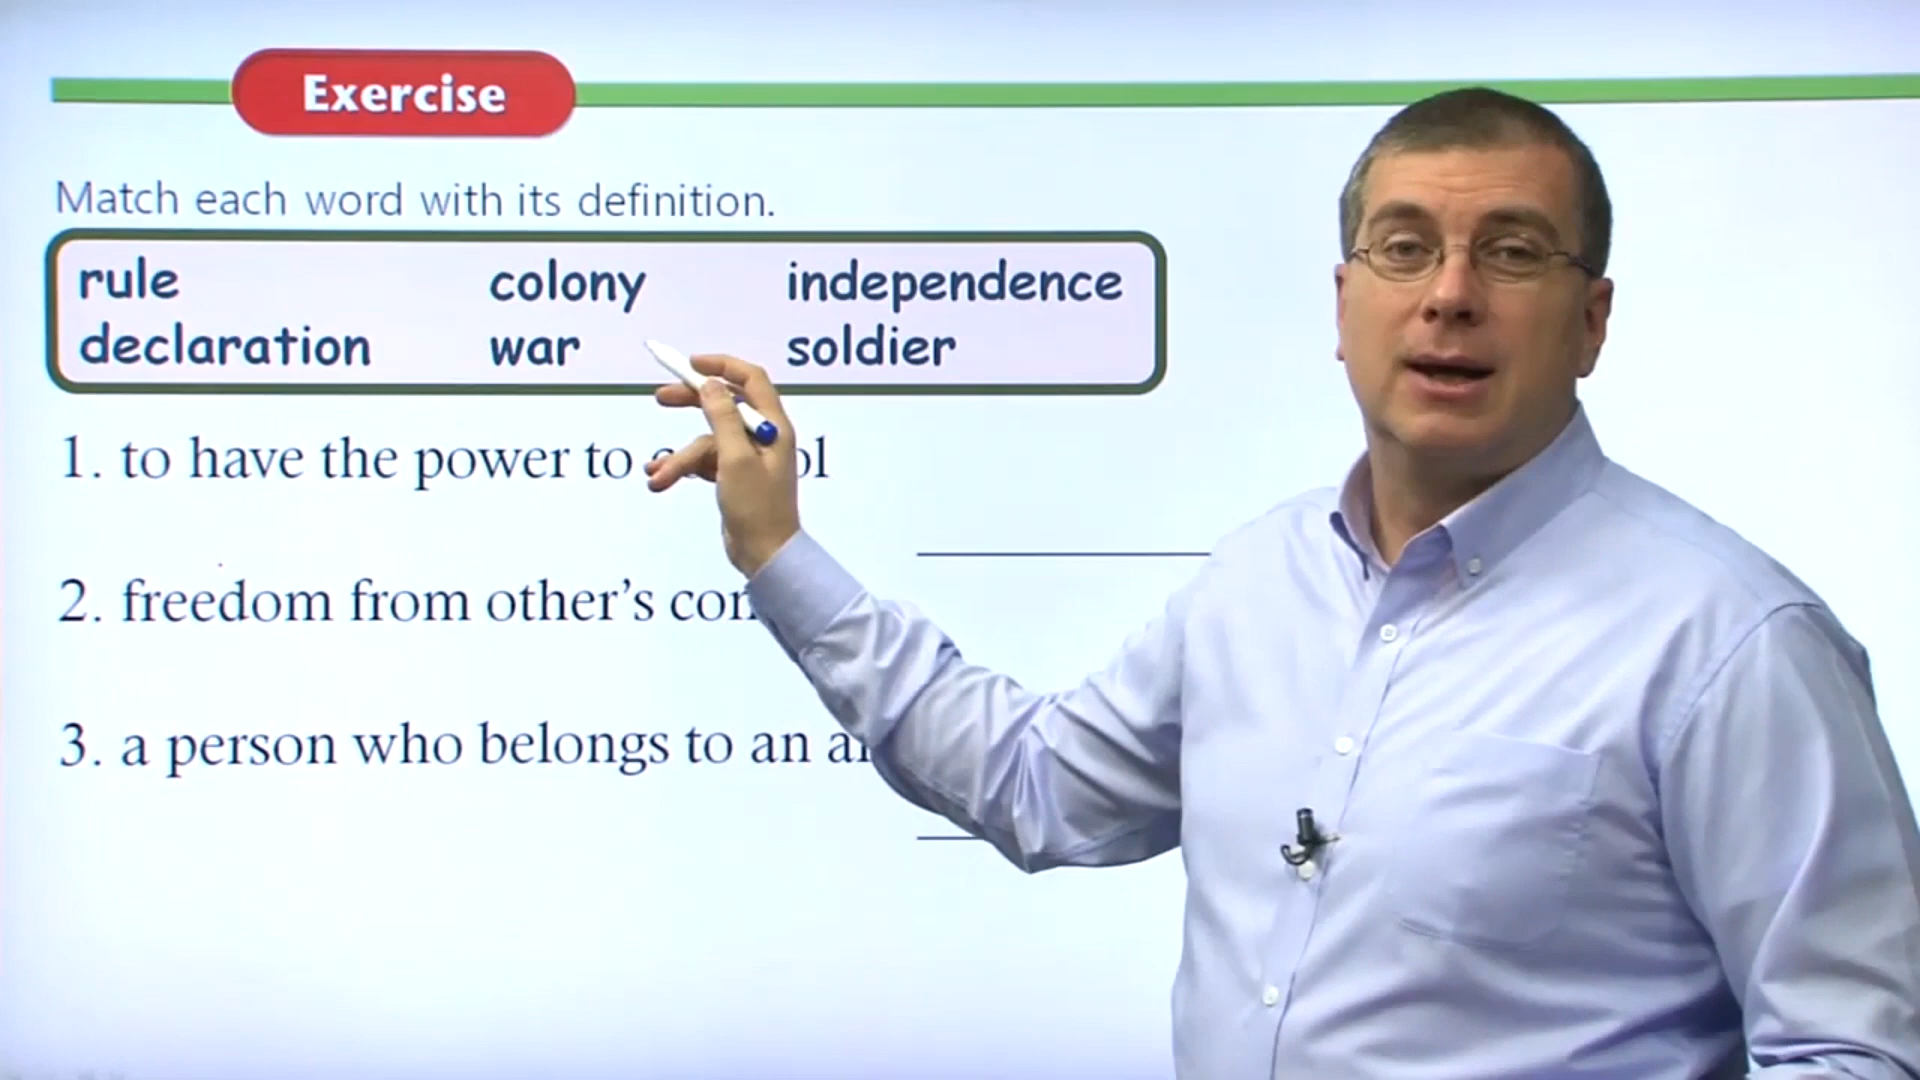 Exercise
Match each word with its definition.
rule colony independence
declaration war soldier
1. to have the power to
2. freedom from other's
3. a person who belongs to an